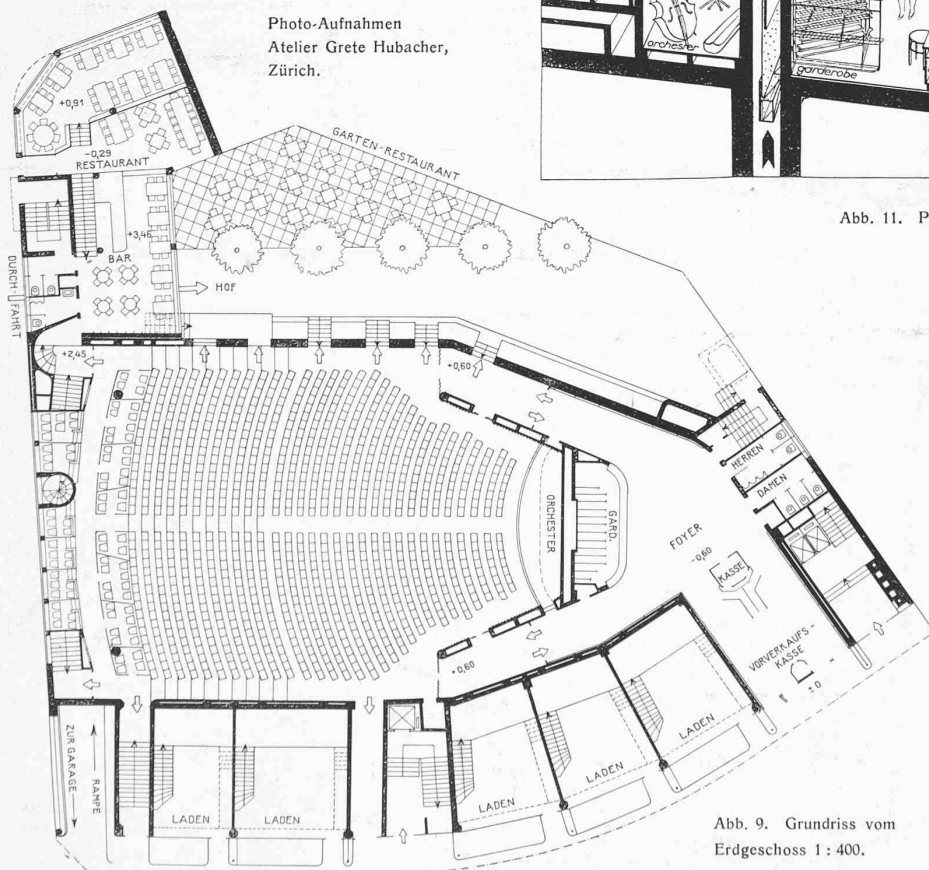 Photo-Aufnahmen
Atelier Grete Hubacher,
Zürich.
orchester
garderobe
Abb. 11. P
+0,91
-0,29
RESTAURANT
GARTEN-RESTAURANT
+3,46
BAR
DURCH-FAHRT
HOF
+2,45
+0,60
HERREN
DAMEN
ORCHESTER
GARD.
FOYER
-0,60
KASSE
VORVERKAUFS-
KASSE
±0
+0,60
ZUR GARAGE
RAMPE
LADEN
LADEN
LADEN
LADEN
LADEN
Abb. 9. Grundriss vom
Erdgeschoss 1 : 400.